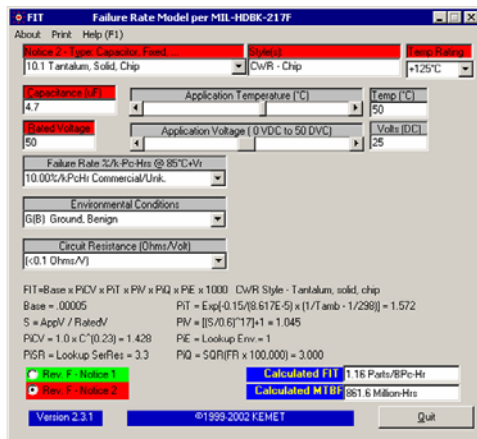 FIT Failure Rate Model per MIL-HDBK-217F
About Print Help (F1)
Notice 2 - Type: Capacitor, Fixed, ... Style(s): Temp Rating
10.1 Tantalum, Solid, Chip CWR - Chip +125°C
Capacitance (uF) Application Temperature (°C) Temp (°C)
4.7 50
Rated Voltage Application Voltage ( 0 VDC to 50 DVC) Volts (DC)
50 25
Failure Rate %/k-Pc-Hrs @ 85°C+Vr
10.00%/kPcHr Commercial/Unk.
Environmental Conditions
G(B) Ground, Benign
Circuit Resistance (Ohms/Volt)
(<0.1 Ohms/V)
FIT=Base x PiCV x PiT x PiV x PiQ x PiE x 1000 CWR Style - Tantalum, solid, chip
Base = .00005 PiT = Exp[-0.15/(8.617E-5) x (1/Tamb - 1/298)] = 1.572
S = AppV / RatedV PiV = [(S/0.6)^17]+1 = 1.045
PiCV = 1.0 x C^(0.23) = 1.428 PiE = Lookup Env.= 1
PiSR = Lookup SerRes = 3.3 PiQ = SQR(FR x 100,000) = 3.000
Rev. F - Notice 1 Calculated FIT 1.16 Parts/BPc-Hr
Rev. F - Notice 2 Calculated MTBF 861.6 Million-Hrs
Version 2.3.1 ©1999-2002 KEMET Quit